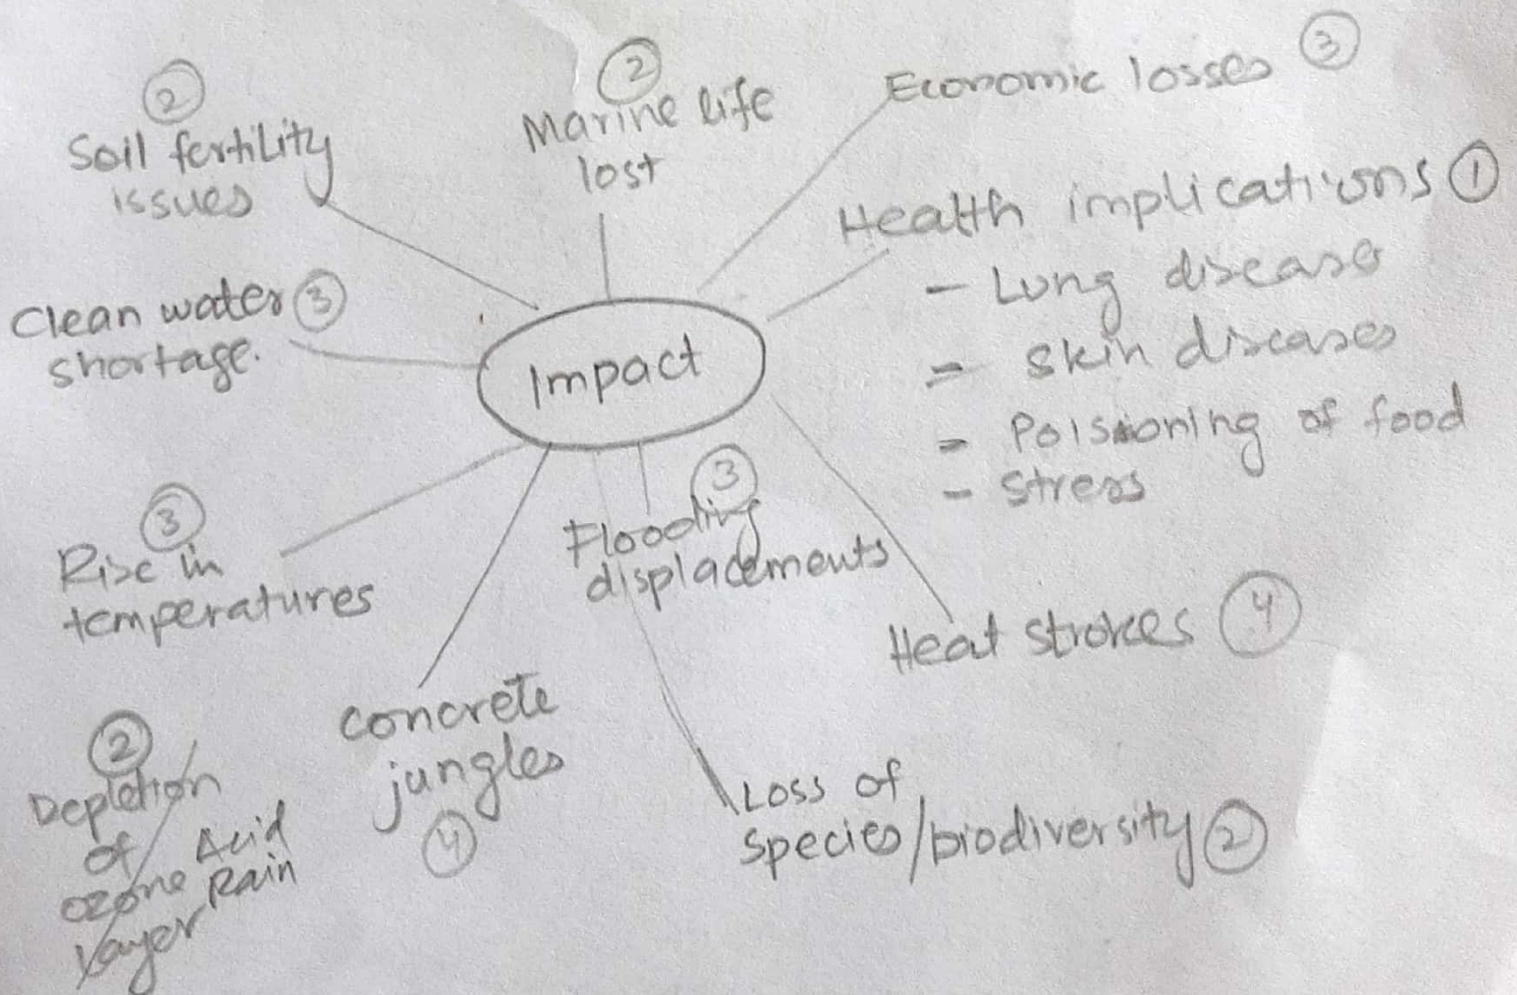 ②
Soil fertility
issues
②
Marine life
lost
Economic losses ③
Health implications ①
- Lung diseases
- Skin diseases
- Poisioning of food
- Stress
Clean water ③
shortage.
Impact
③
Rise in
temperatures
③
Flooding
displacements
Heat strokes ④
②
Depletion
of
ozone
layer
Acid
Rain
concrete
jungles
④
Loss of
species/biodiversity ②